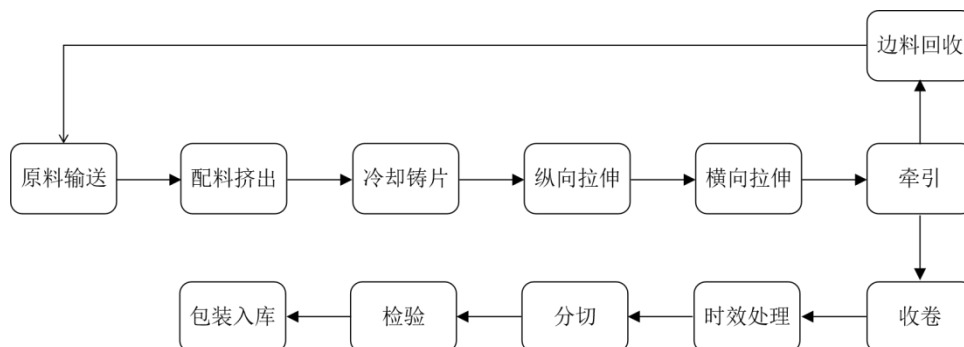 边料回收
原料输送
配料挤出
冷却铸片
纵向拉伸
横向拉伸
牵引
包装入库
检验
分切
时效处理
收卷